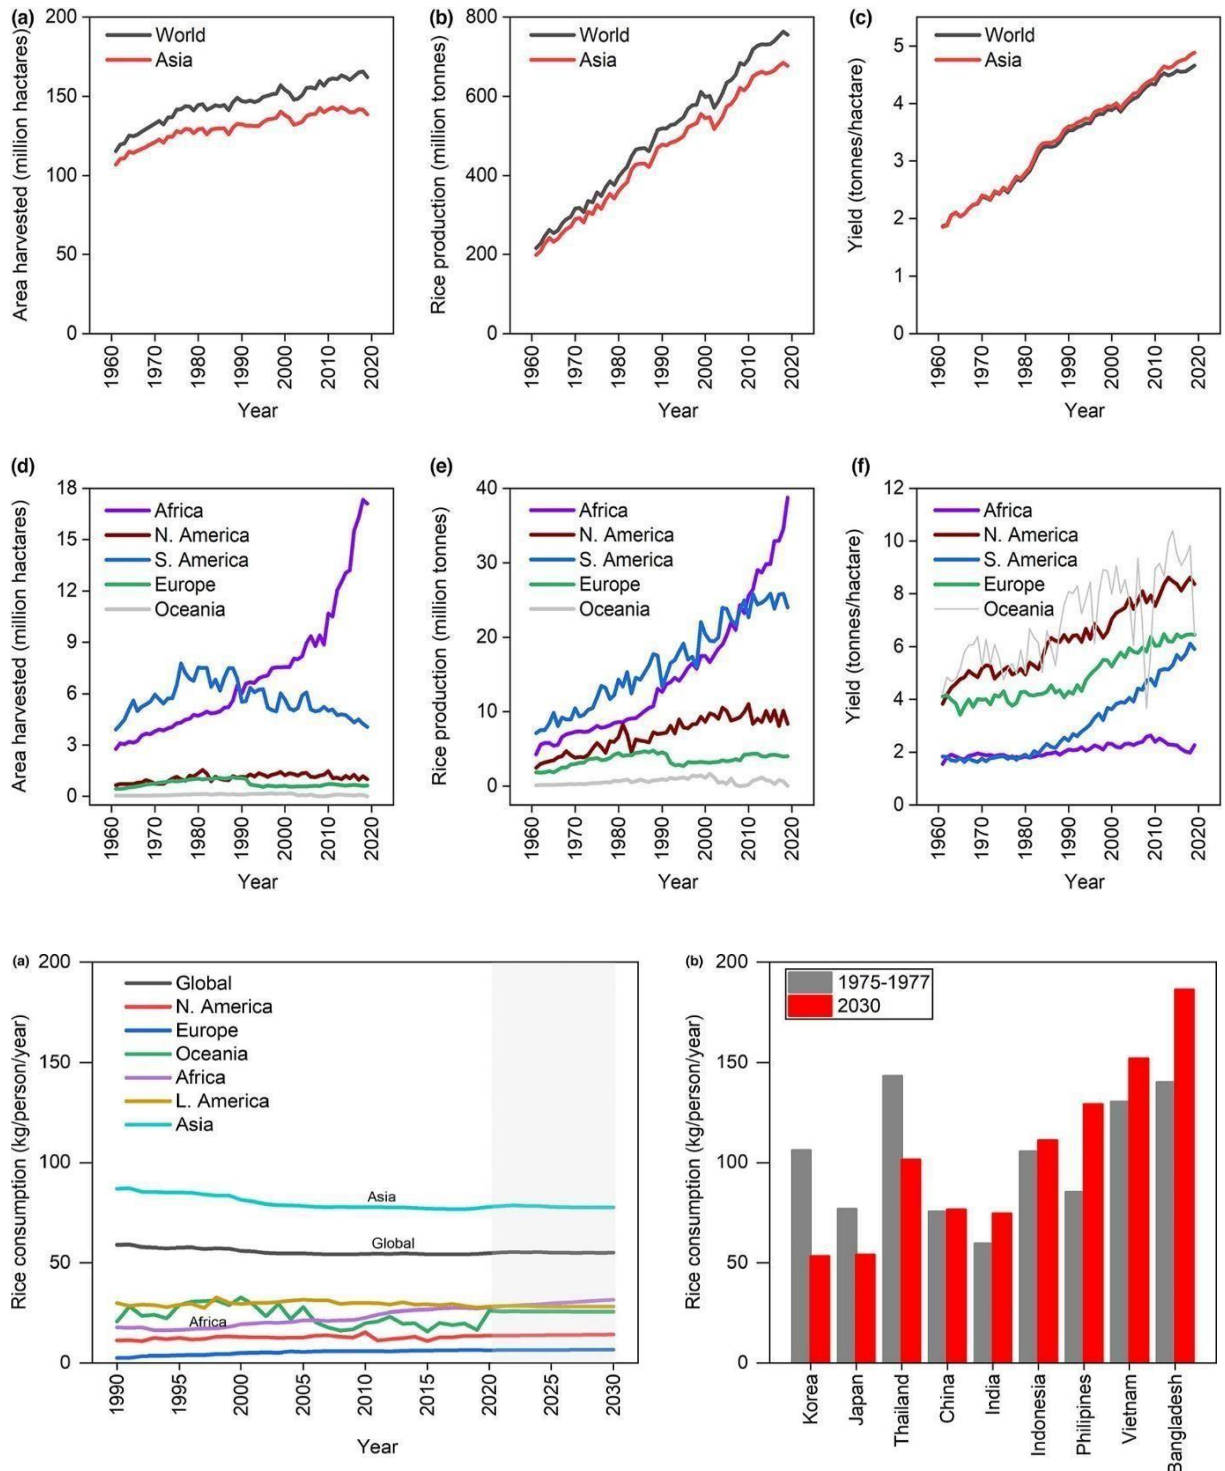 (a)
Area harvested (million hactares)
200
150
100
50
0
World
Asia
1960
1970
1980
1990
2000
2010
2020
Year
(b)
Rice production (million tonnes)
800
600
400
200
0
World
Asia
1960
1970
1980
1990
2000
2010
2020
Year
(c)
Yield (tonnes/hactare)
5
4
3
2
1
0
World
Asia
1960
1970
1980
1990
2000
2010
2020
Year
(d)
Area harvested (million hactares)
18
15
12
9
6
3
0
Africa
N. America
S. America
Europe
Oceania
1960
1970
1980
1990
2000
2010
2020
Year
(e)
Rice production (million tonnes)
40
30
20
10
0
Africa
N. America
S. America
Europe
Oceania
1960
1970
1980
1990
2000
2010
2020
Year
(f)
Yield (tonnes/hactare)
12
10
8
6
4
2
0
Africa
N. America
S. America
Europe
Oceania
1960
1970
1980
1990
2000
2010
2020
Year
(a)
Rice consumption (kg/person/year)
200
150
100
50
0
Global
N. America
Europe
Oceania
Africa
L. America
Asia
Asia
Global
Africa
1990
1995
2000
2005
2010
2015
2020
2025
2030
Year
(b)
Rice consumption (kg/person/year)
200
150
100
50
0
1975-1977
2030
Korea
Japan
Thailand
China
India
Indonesia
Philipines
Vietnam
Bangladesh